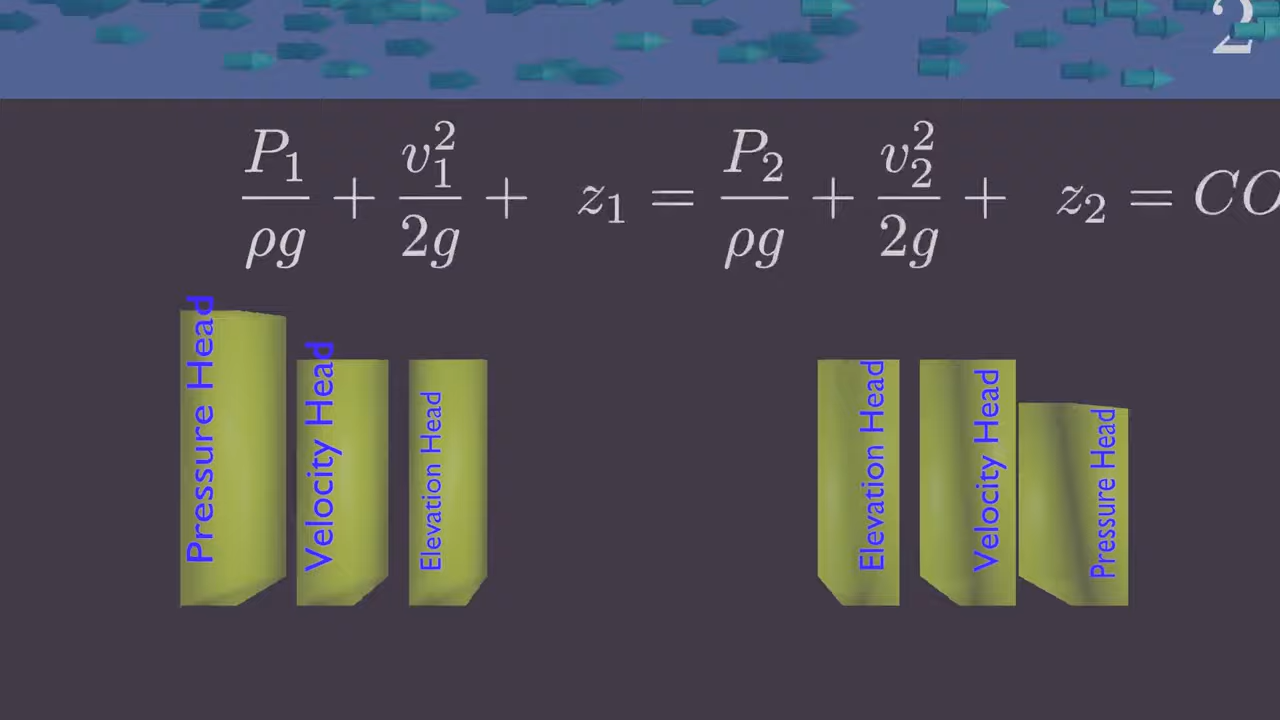 2
P₁/ρg + v₁²/2g + z₁ = P₂/ρg + v₂²/2g + z₂ = CO
Pressure Head
Velocity Head
Elevation Head
Elevation Head
Velocity Head
Pressure Head